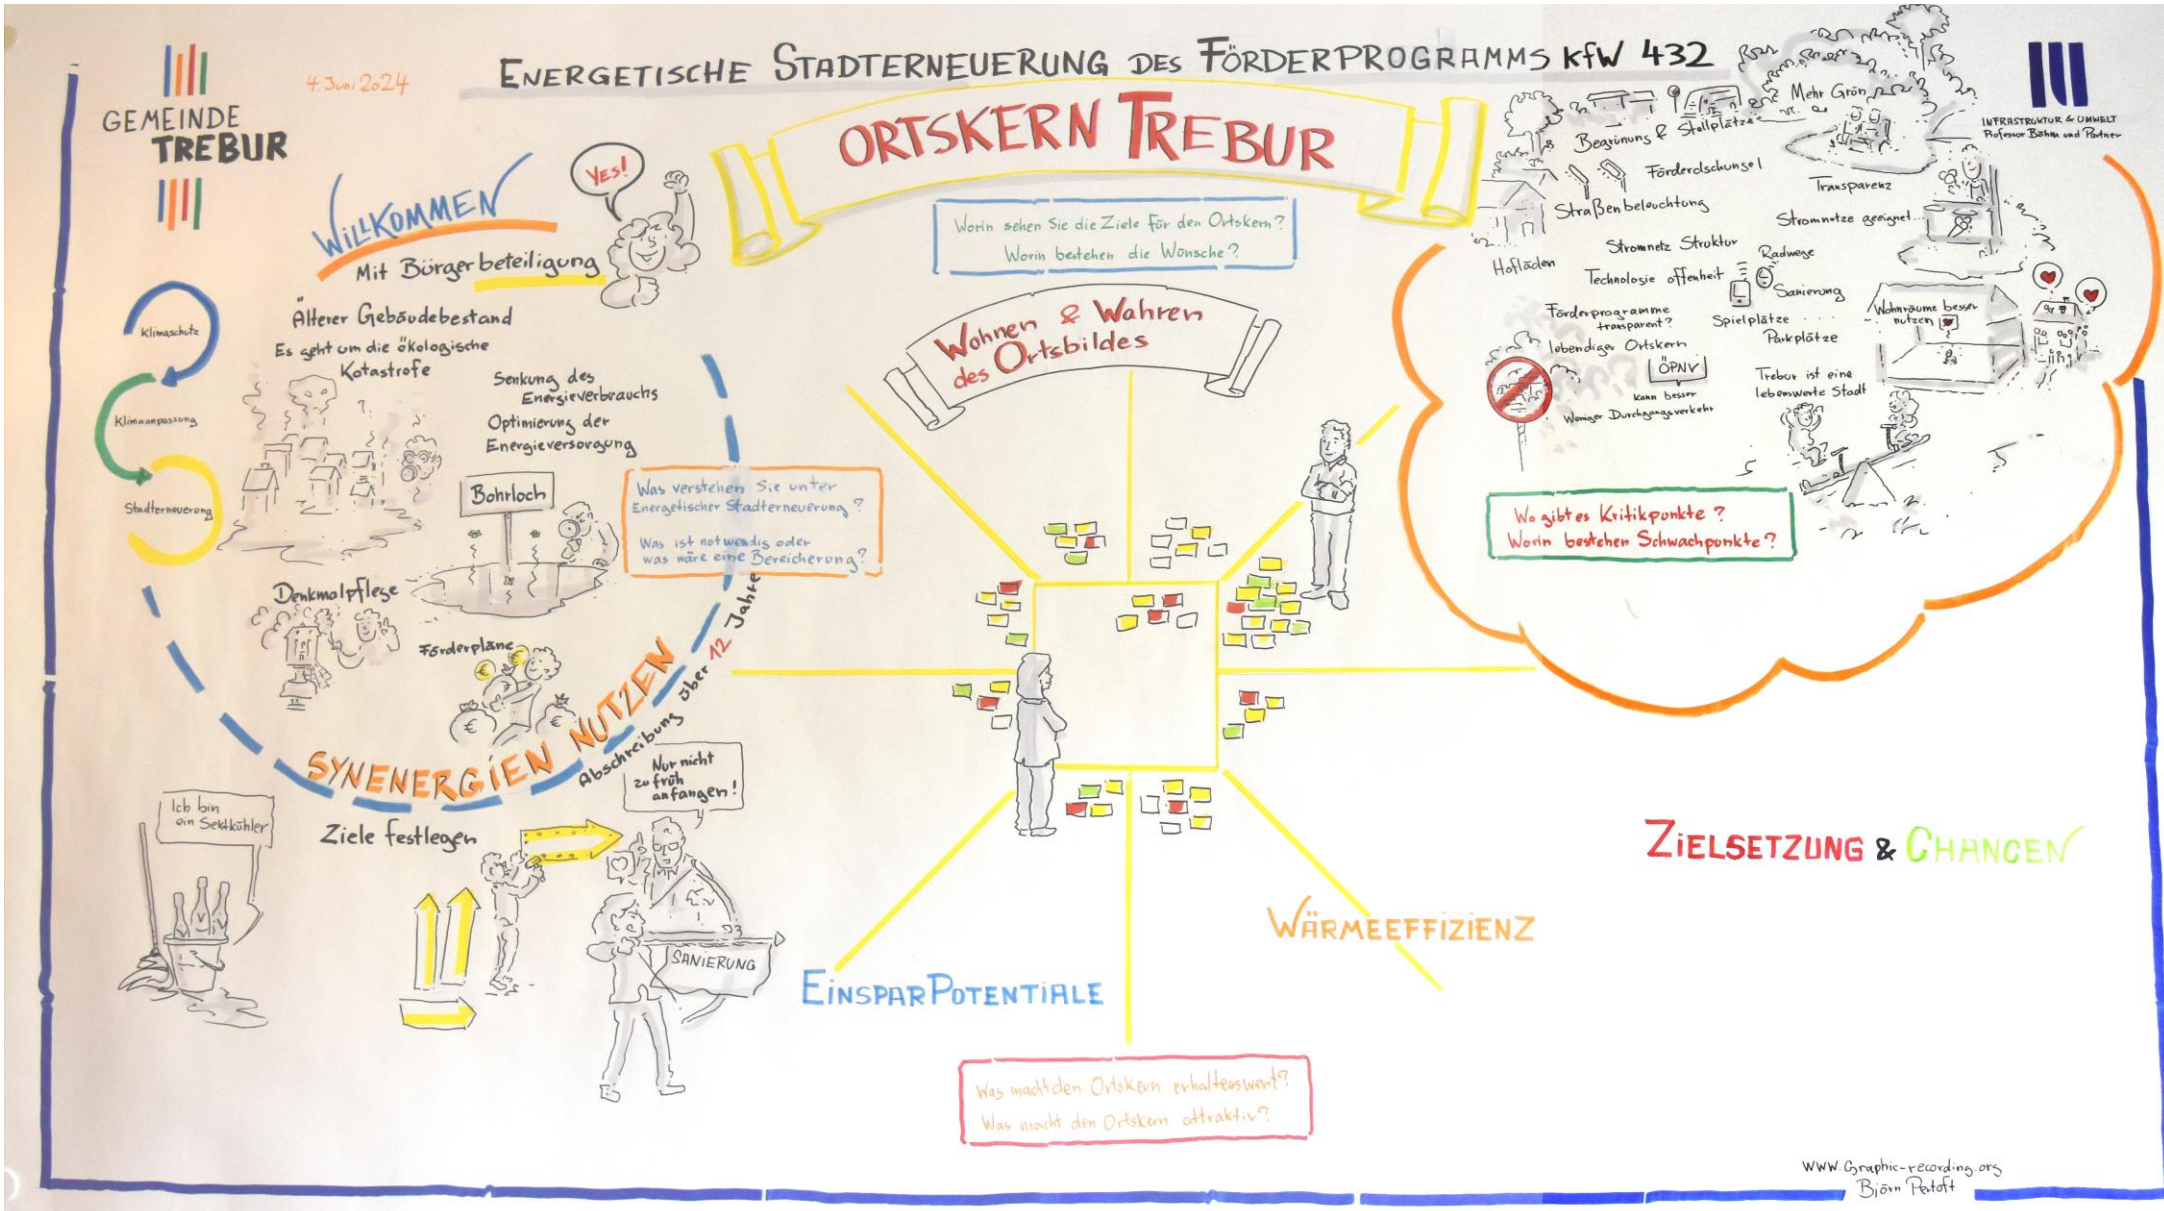 GEMEINDE
TREBUR
4. Juni 2024
ENERGETISCHE STADTERNEUERUNG DES FÖRDERPROGRAMMS KfW 432
ORTSKERN TREBUR
INFRASTRUKTUR & UMWELT
Professor Böhm und Partner
WILLKOMMEN
Mit Bürgerbeteiligung
YES!
Klimaschutz
Klimaanpassung
Stadterneuerung
Älterer Gebäudebestand
Es geht um die ökologische
Katastrofe
Senkung des
Energieverbrauchs
Optimierung der
Energieversorgung
Bohrloch
Denkmalpflege
Förderpläne
€
€
€
€
SYNENERGIEN NUTZEN
Abschreibung über 12 Jahre
Was verstehen Sie unter
Energetischer Stadterneuerung?
Was ist notwendig oder
was wäre eine Bereicherung?
Ich bin
ein Sektkühler
Ziele festlegen
Nur nicht
zu früh
anfangen!
SANIERUNG
Worin sehen Sie die Ziele für den Ortskern?
Worin bestehen die Wünsche?
Wohnen & Wahren
des Ortsbildes
EINSPARPOTENTIALE
WÄRMEEFFIZIENZ
Was macht den Ortskern erhaltenswert?
Was macht den Ortskern attraktiv?
Mehr Grün
Begrünung & Stellplätze
Förderdschungel
Transparenz
Straßenbeleuchtung
Stromnetze geeignet...
Stromnetz Struktur
Radwege
Hofläden
Technologie offenheit
Sanierung
Wohnräume besser
nutzen
Förderprogramme
transparent?
Spielplätze
lebendiger Ortskern
Parkplätze
ÖPNV
kann besser
Weniger Durchgangsverkehr
Trebur ist eine
lebenswerte Stadt
Wo gibt es Kritikpunkte?
Worin bestehen Schwachpunkte?
ZIELSETZUNG & CHANCEN
WWW.Graphic-recording.org
Björn Pertoft